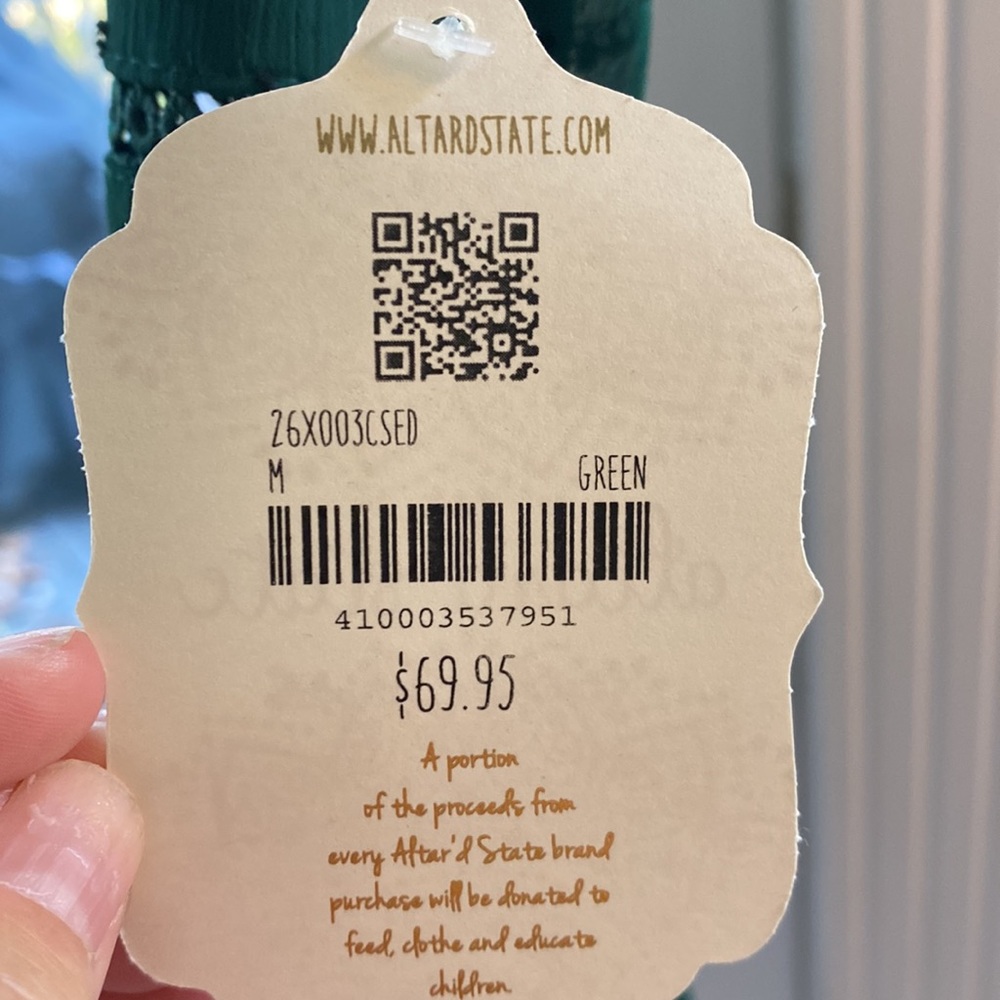 WWW.ALTARDSTATE.COM
26X003CSED
M GREEN
410003537951
$69.95
A portion
of the proceeds from
every Altar'd State brand
purchase will be donated to
feed, clothe and educate
children.